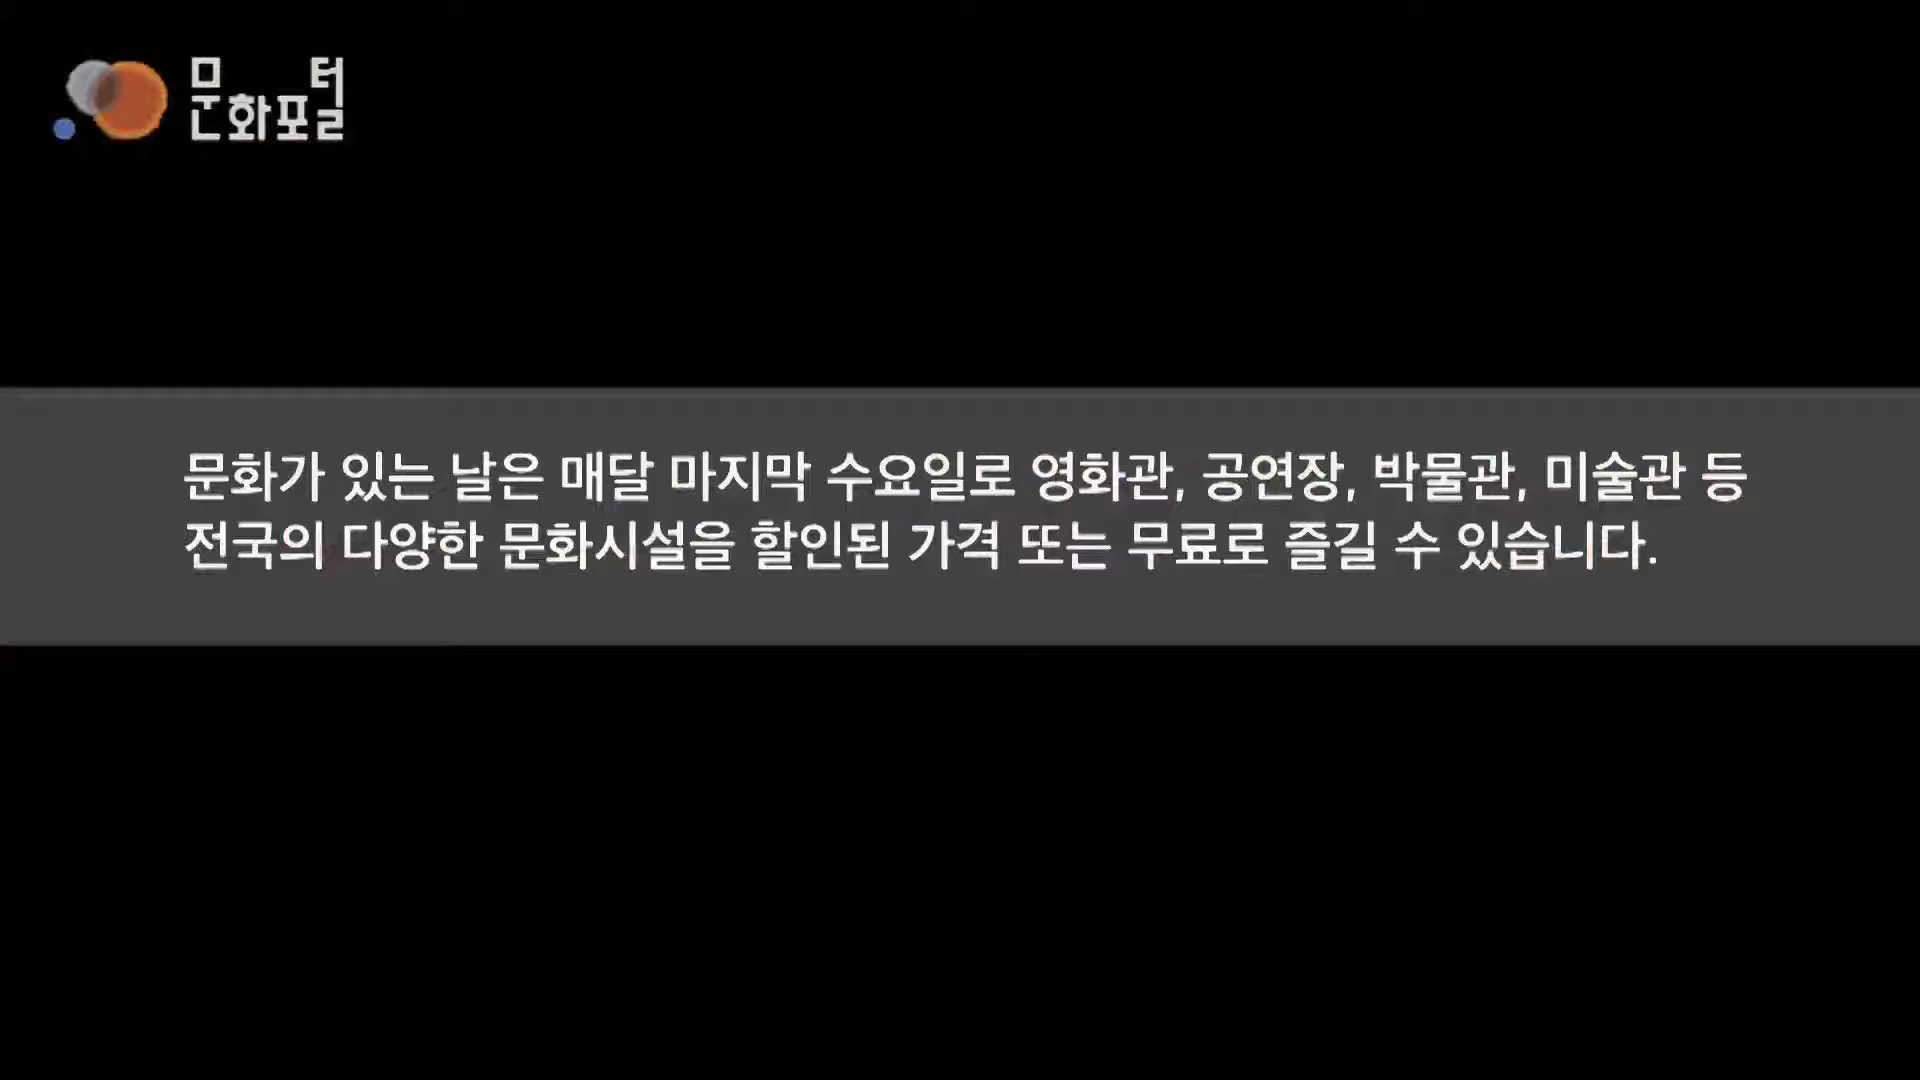 문화포털
문화가 있는 날은 매달 마지막 수요일로 영화관, 공연장, 박물관, 미술관 등
전국의 다양한 문화시설을 할인된 가격 또는 무료로 즐길 수 있습니다.